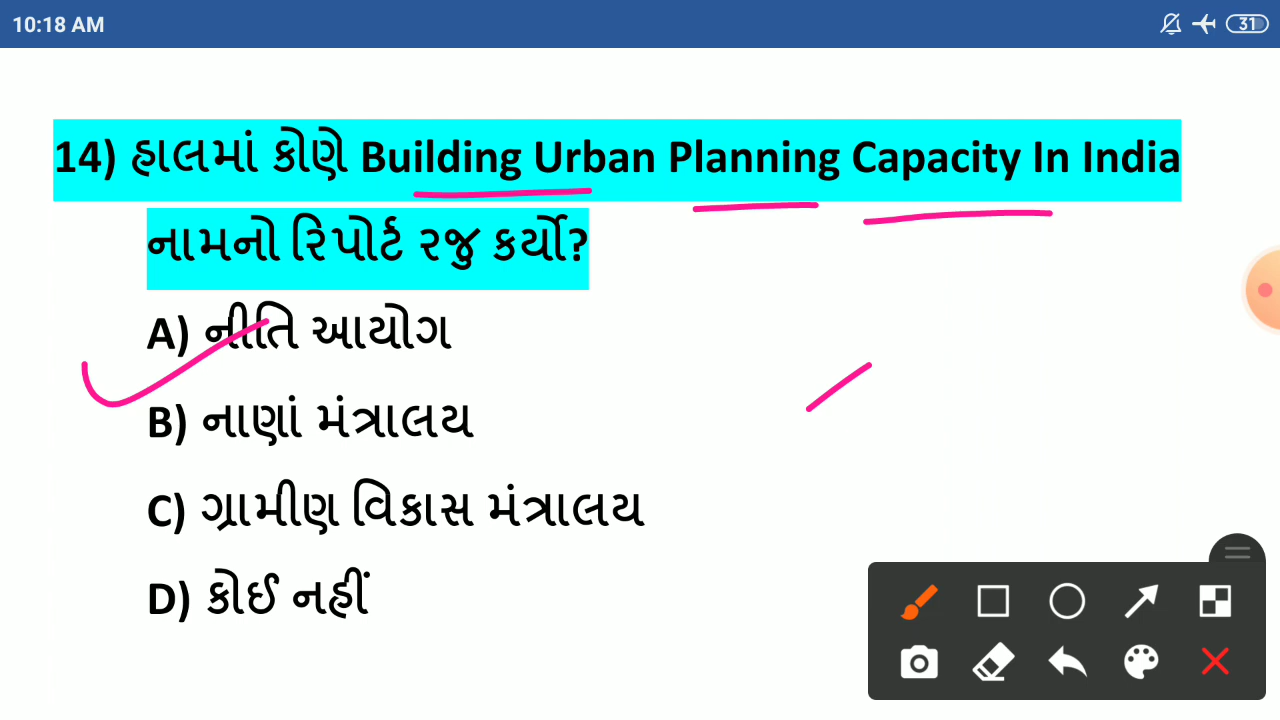 10:18 AM
31
14) હાલમાં કોણે Building Urban Planning Capacity In India
નામનો રિપોર્ટ રજુ કર્યો?
A) નીતિ આયોગ
B) નાણાં મંત્રાલય
C) ગ્રામીણ વિકાસ મંત્રાલય
D) કોઈ નહીં